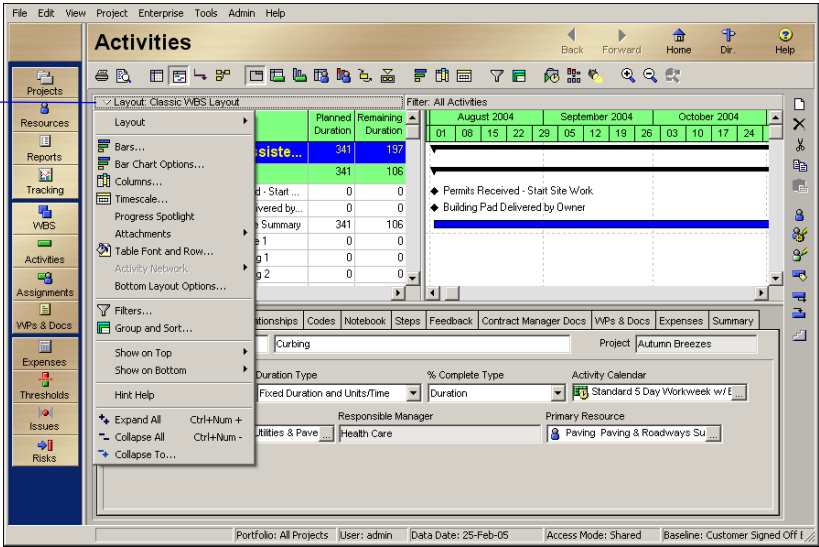 File Edit View Project Enterprise Tools Admin Help
Activities
Back Forward Home Dir. Help
Projects
Resources
Reports
Tracking
WBS
Activities
Assignments
WPs & Docs
Expenses
Thresholds
Issues
Risks
Layout: Classic WBS Layout
Filter: All Activities
Layout
Bars...
Bar Chart Options...
Columns...
Timescale...
Progress Spotlight
Attachments
Table Font and Row...
Activity Network
Bottom Layout Options...
Filters...
Group and Sort...
Show on Top
Show on Bottom
Hint Help
Expand All Ctrl+Num +
Collapse All Ctrl+Num -
Collapse To...
Planned Duration Remaining Duration
August 2004 September 2004 October 2004
01 08 15 22 29 05 12 19 26 03 10 17 24
ssiste... 341 197
341 106
d - Start ... 0 0
ivered by... 0 0
e Summary 341 106
e 1 0 0
g 1 0 0
g 2 0 0
Permits Received - Start Site Work
Building Pad Delivered by Owner
ationships Codes Notebook Steps Feedback Contract Manager Docs WPs & Docs Expenses Summary
Curbing Project Autumn Breezes
Duration Type % Complete Type Activity Calendar
Fixed Duration and Units/Time Duration Standard 5 Day Workweek w/ E ...
Responsible Manager Primary Resource
Utilities & Pave ... Health Care Paving Paving & Roadways Su ...
Portfolio: All Projects User: admin Data Date: 25-Feb-05 Access Mode: Shared Baseline: Customer Signed Off E